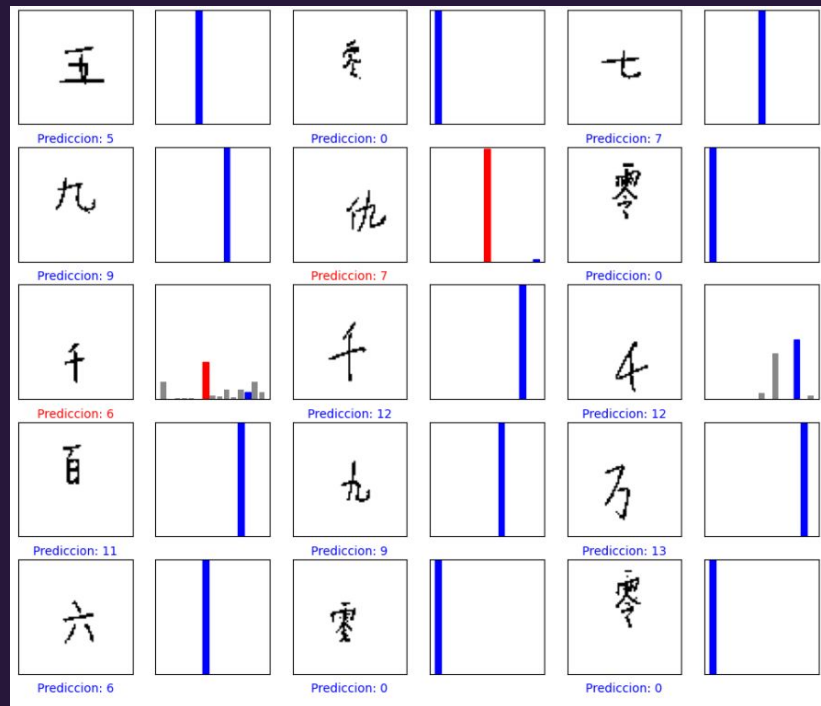 五 零 七
Prediccion: 5 Prediccion: 0 Prediccion: 7
九 仇 零
Prediccion: 9 Prediccion: 7 Prediccion: 0
千 千 千
Prediccion: 6 Prediccion: 12 Prediccion: 12
百 九 万
Prediccion: 11 Prediccion: 9 Prediccion: 13
六 零 零
Prediccion: 6 Prediccion: 0 Prediccion: 0